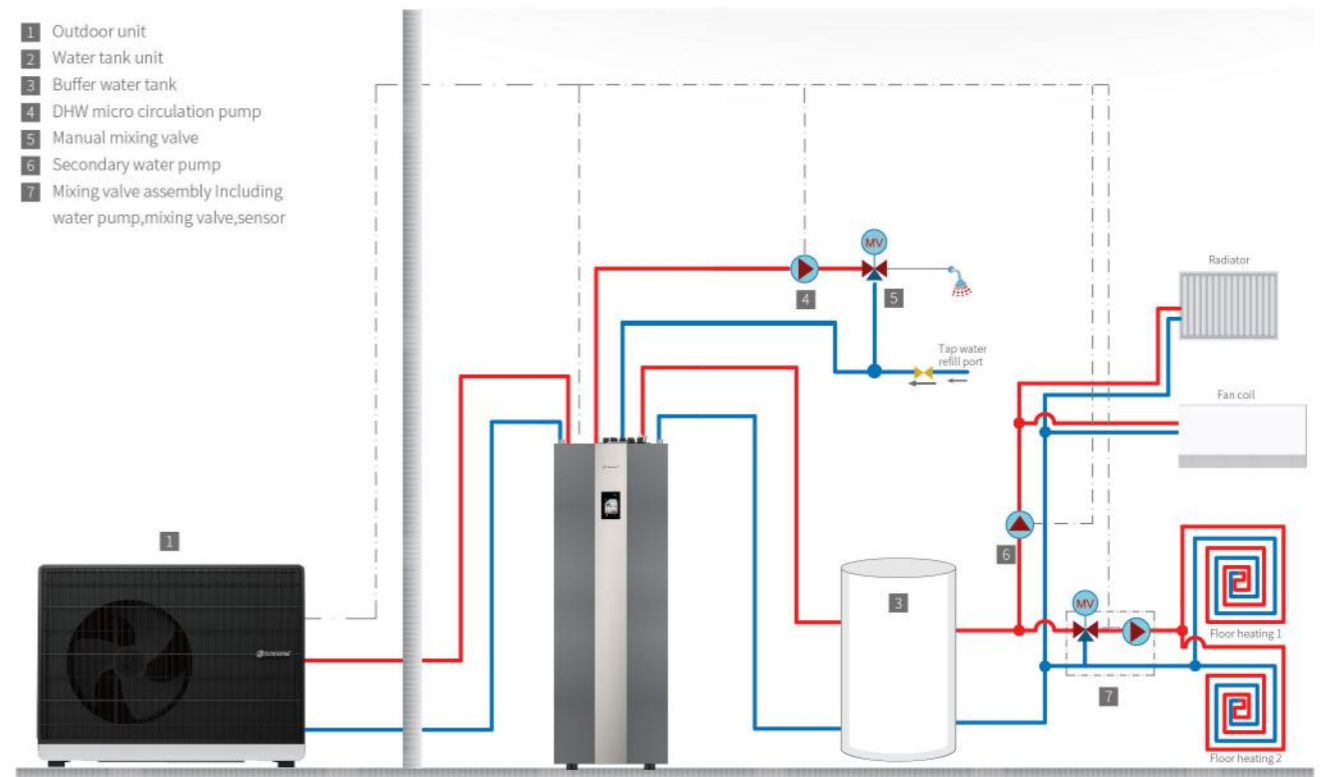 1 Outdoor unit
2 Water tank unit
3 Buffer water tank
4 DHW micro circulation pump
5 Manual mixing valve
6 Secondary water pump
7 Mixing valve assembly Including
water pump,mixing valve,sensor
MV
4
5
Tap water
refill port
Radiator
Fan coil
1
6
3
MV
7
Floor heating 1
Floor heating 2